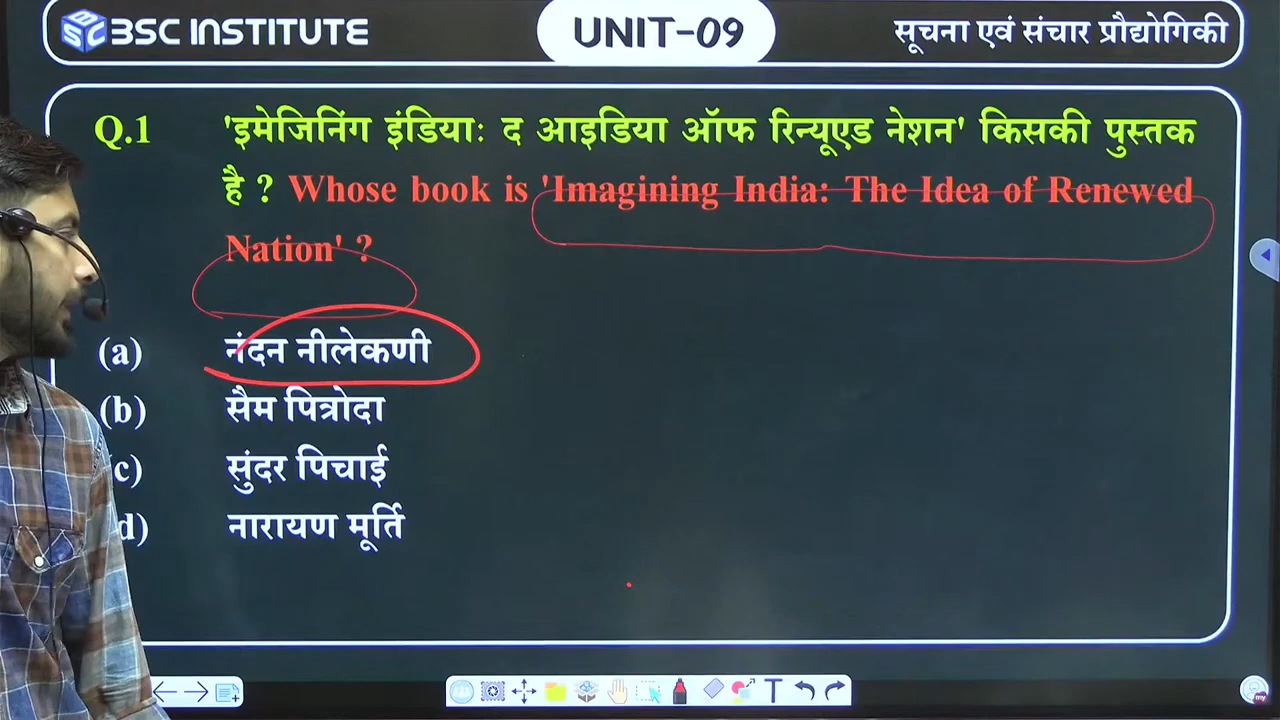 BSC INSTITUTE
UNIT-09
सूचना एवं संचार प्रौद्योगिकी
Q.1 'इमेजिनिंग इंडियाः द आइडिया ऑफ रिन्यूएड नेशन' किसकी पुस्तक
है ? Whose book is 'Imagining India: The Idea of Renewed
Nation' ?
(a) नंदन नीलेकणी
(b) सैम पित्रोदा
c) सुंदर पिचाई
d) नारायण मूर्ति